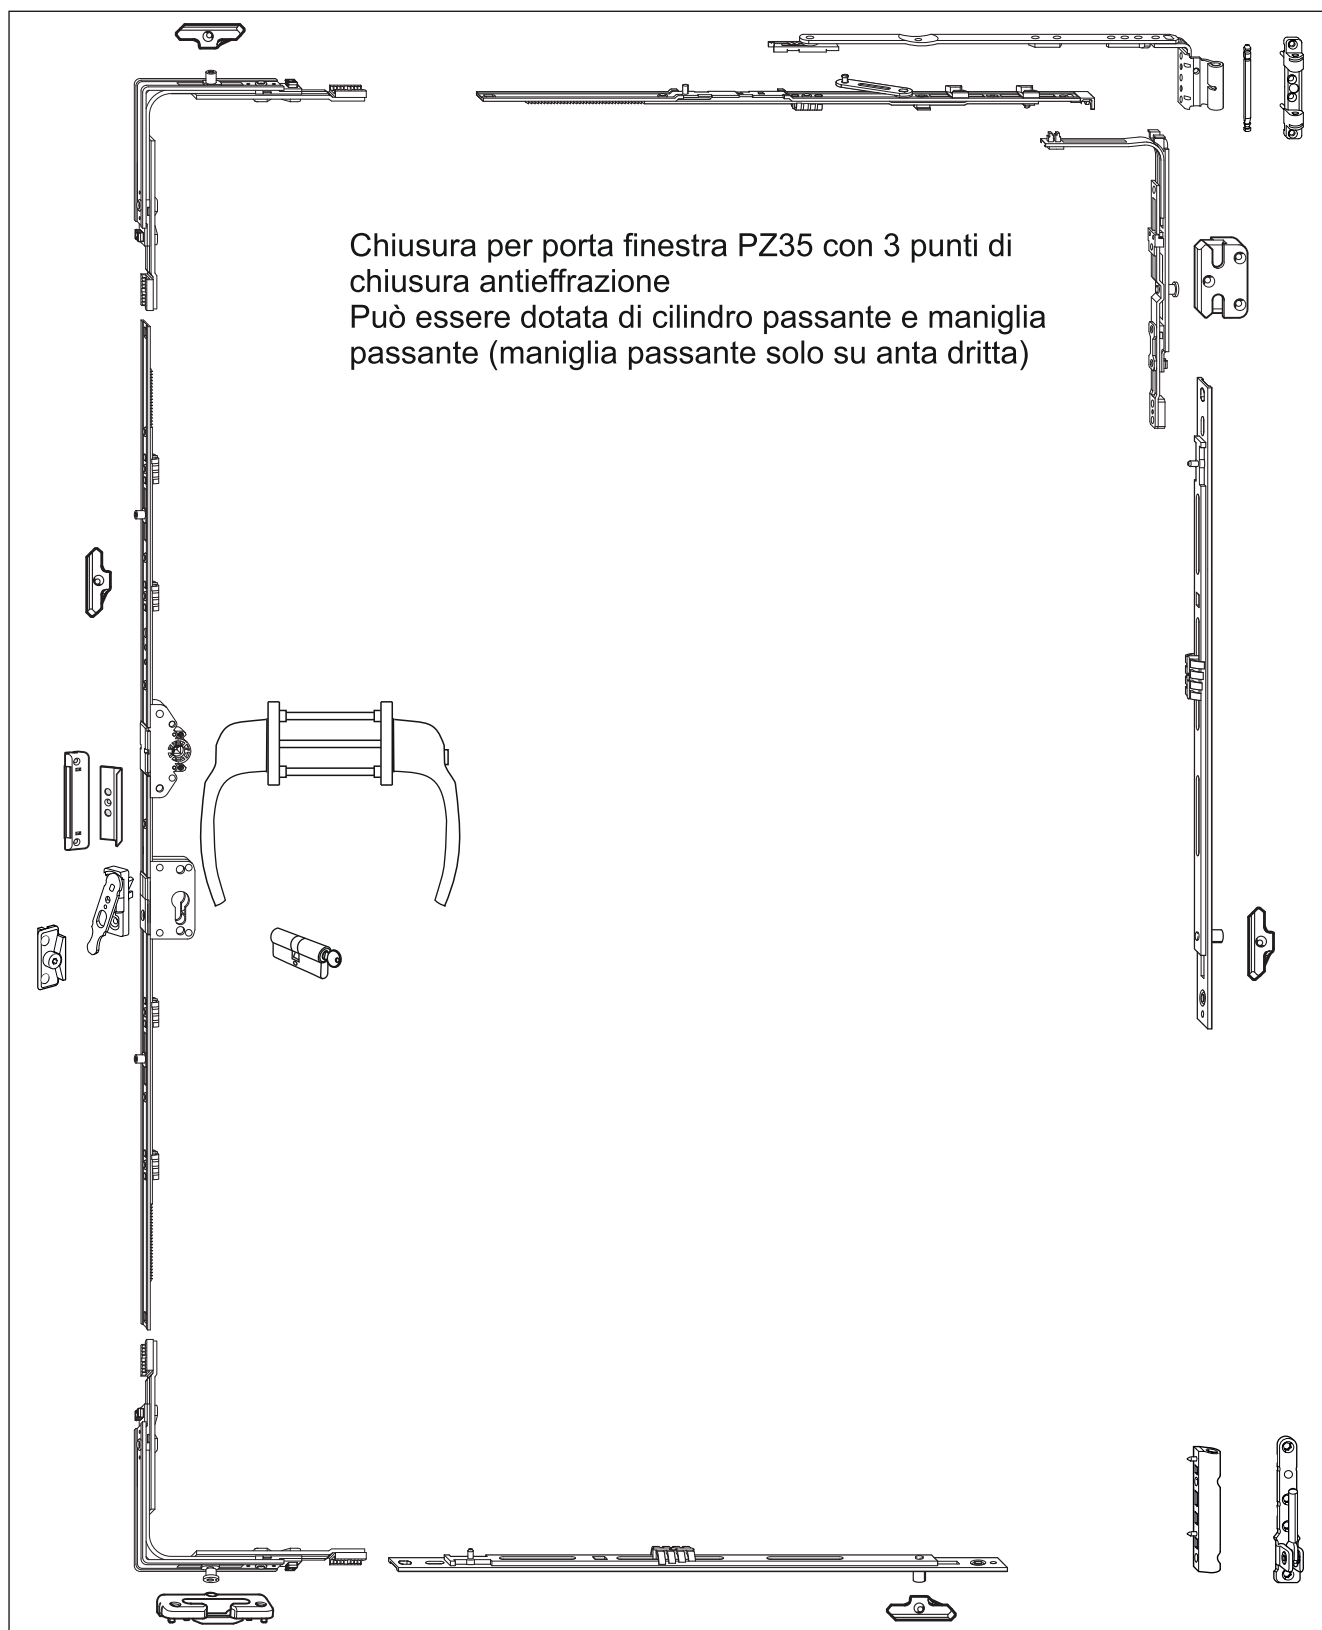 Chiusura per porta finestra PZ35 con 3 punti di
chiusura antieffrazione
Può essere dotata di cilindro passante e maniglia
passante (maniglia passante solo su anta dritta)